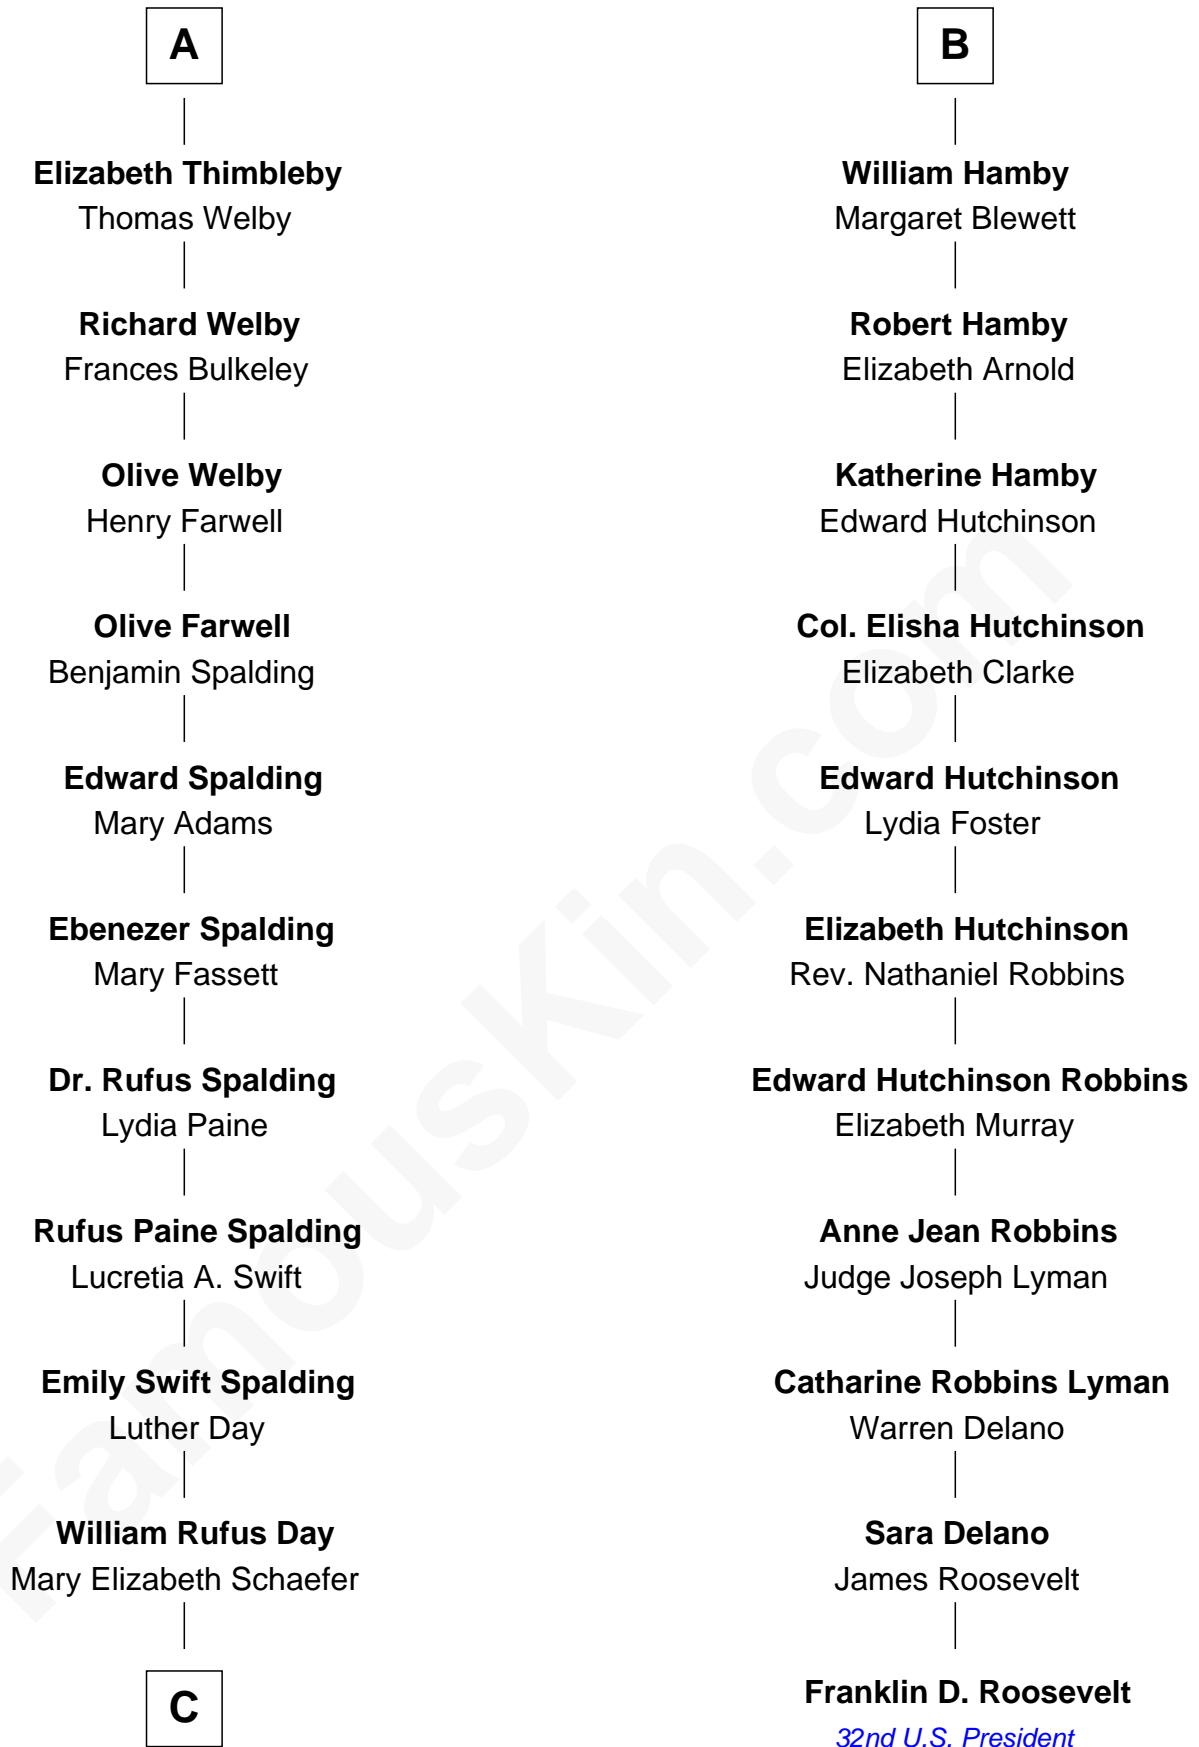 A
Elizabeth Thimbleby
Thomas Welby
Richard Welby
Frances Bulkeley
Olive Welby
Henry Farwell
Olive Farwell
Benjamin Spalding
Edward Spalding
Mary Adams
Ebenezer Spalding
Mary Fassett
Dr. Rufus Spalding
Lydia Paine
Rufus Paine Spalding
Lucretia A. Swift
Emily Swift Spalding
Luther Day
William Rufus Day
Mary Elizabeth Schaefer
C
B
William Hamby
Margaret Blewett
Robert Hamby
Elizabeth Arnold
Katherine Hamby
Edward Hutchinson
Col. Elisha Hutchinson
Elizabeth Clarke
Edward Hutchinson
Lydia Foster
Elizabeth Hutchinson
Rev. Nathaniel Robbins
Edward Hutchinson Robbins
Elizabeth Murray
Anne Jean Robbins
Judge Joseph Lyman
Catharine Robbins Lyman
Warren Delano
Sara Delano
James Roosevelt
Franklin D. Roosevelt
32nd U.S. President
FamousKin.com